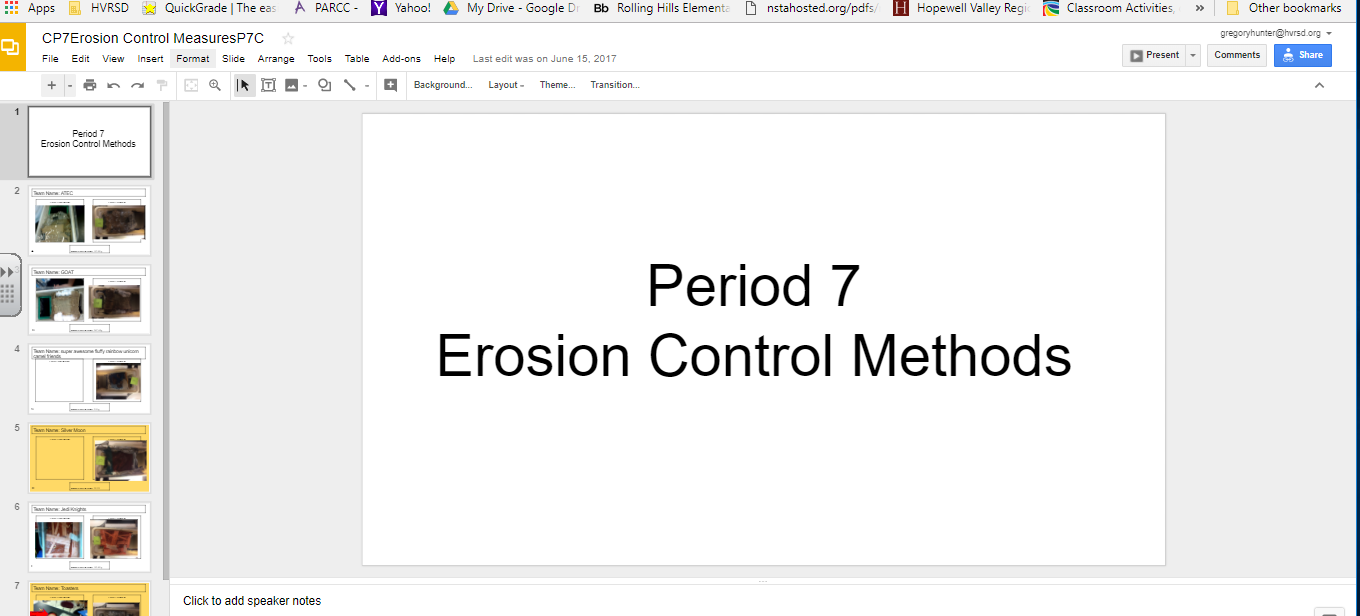 Apps HVRSD QuickGrade | The eas PARCC - Yahoo! My Drive - Google Dr Bb Rolling Hills Elementa nstahosted.org/pdfs/ H Hopewell Valley Regi Classroom Activities, » Other bookmarks
CP7Erosion Control MeasuresP7C
gregoryhunter@hvrsd.org
File Edit View Insert Format Slide Arrange Tools Table Add-ons Help Last edit was on June 15, 2017
Present Comments Share
Background... Layout Theme... Transition...
1
Period 7
Erosion Control Methods
2
Team Name: ATEC
3
Team Name: GOAT
4
Team Name: super awesome fluffy rainbow unicorn
camel friends
5
Team Name: Silver Moon
6
Team Name: Jedi Knights
7
Team Name: Toasters
Period 7
Erosion Control Methods
Click to add speaker notes